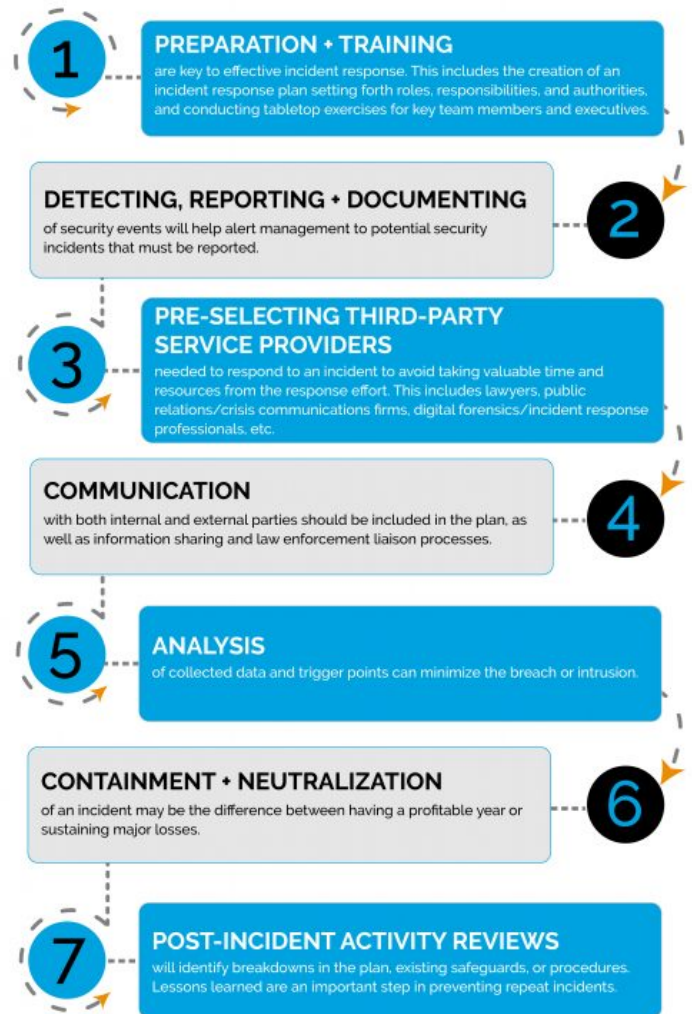 1
PREPARATION + TRAINING
are key to effective incident response. This includes the creation of an
incident response plan setting forth roles, responsibilities, and authorities,
and conducting tabletop exercises for key team members and executives.
DETECTING, REPORTING + DOCUMENTING
of security events will help alert management to potential security
incidents that must be reported.
2
3
PRE-SELECTING THIRD-PARTY
SERVICE PROVIDERS
needed to respond to an incident to avoid taking valuable time and
resources from the response effort. This includes lawyers, public
relations/crisis communications firms, digital forensics/incident response
professionals, etc.
COMMUNICATION
with both internal and external parties should be included in the plan, as
well as information sharing and law enforcement liaison processes.
4
5
ANALYSIS
of collected data and trigger points can minimize the breach or intrusion.
CONTAINMENT + NEUTRALIZATION
of an incident may be the difference between having a profitable year or
sustaining major losses.
6
7
POST-INCIDENT ACTIVITY REVIEWS
will identify breakdowns in the plan, existing safeguards, or procedures.
Lessons learned are an important step in preventing repeat incidents.